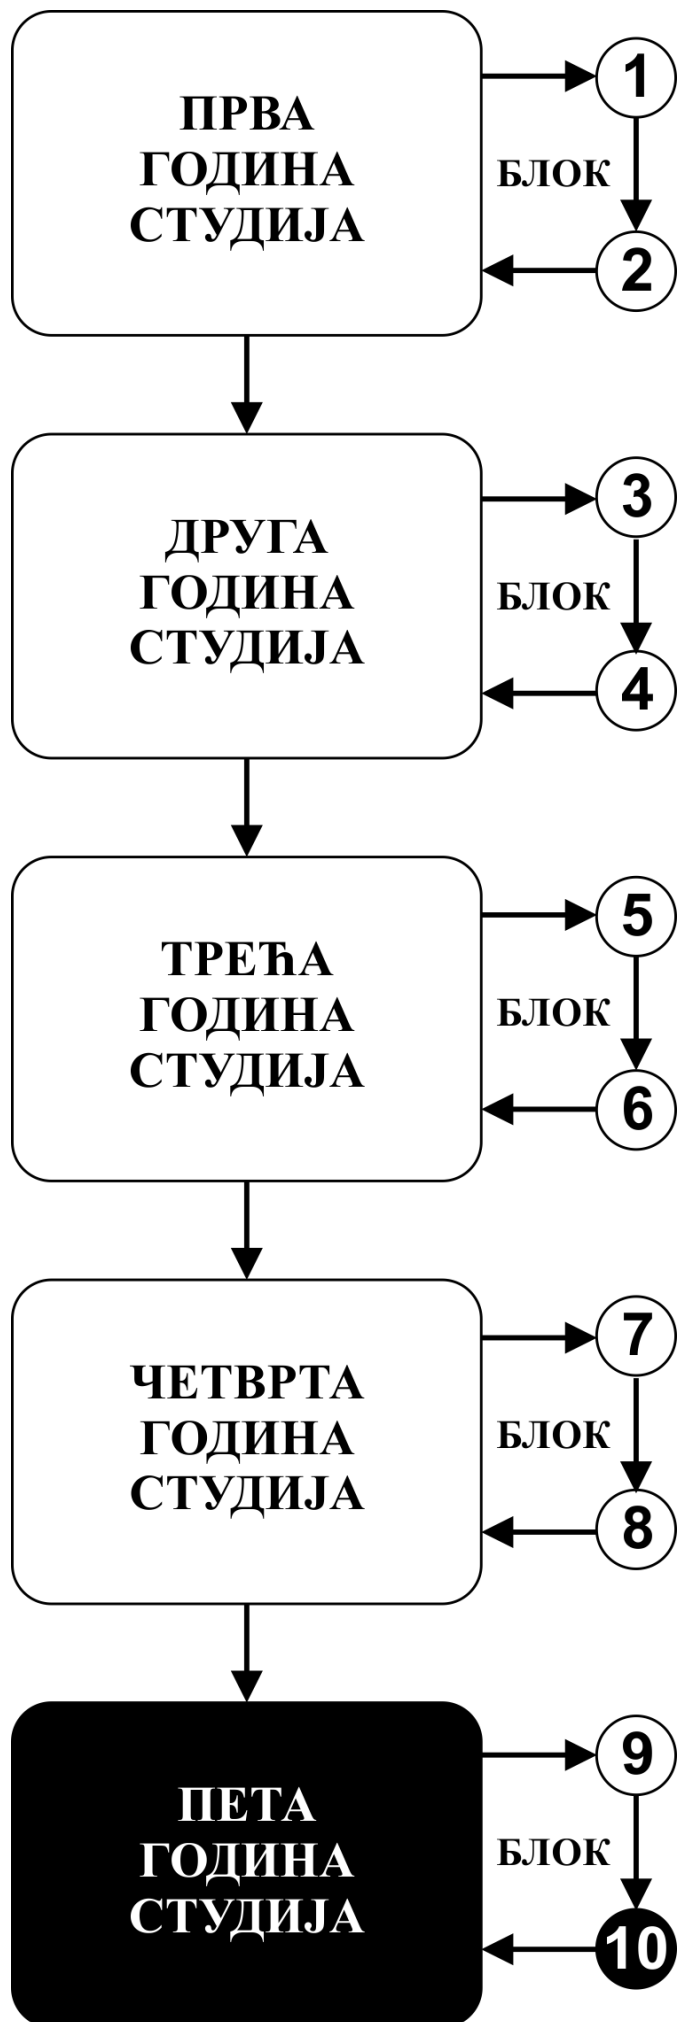 ПРВА
ГОДИНА
СТУДИЈА
1
БЛОК
2
ДРУГА
ГОДИНА
СТУДИЈА
3
БЛОК
4
ТРЕЋА
ГОДИНА
СТУДИЈА
5
БЛОК
6
ЧЕТВРТА
ГОДИНА
СТУДИЈА
7
БЛОК
8
ПЕТА
ГОДИНА
СТУДИЈА
9
БЛОК
10